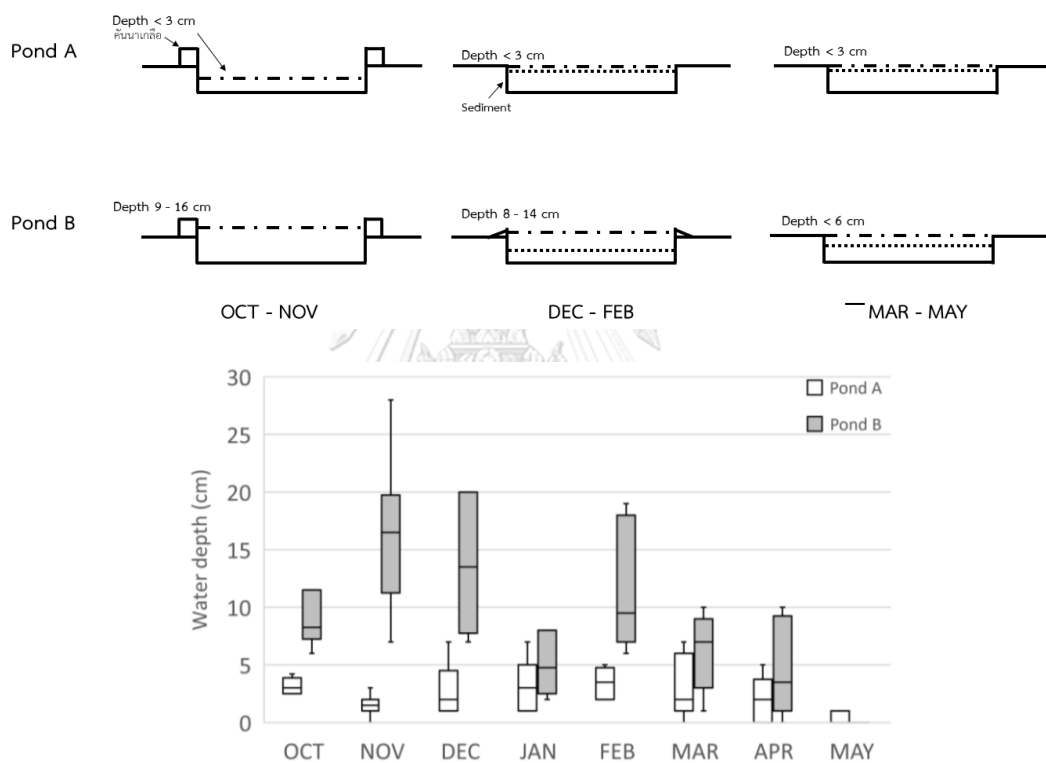 Depth < 3 cm
คันนาเกลือ
Pond A
Depth < 3 cm
Depth < 3 cm
Sediment
Pond B
Depth 9 - 16 cm
Depth 8 - 14 cm
Depth < 6 cm
OCT - NOV
DEC - FEB
MAR - MAY
30
25
20
15
10
5
0
Water depth (cm)
Pond A
Pond B
OCT NOV DEC JAN FEB MAR APR MAY